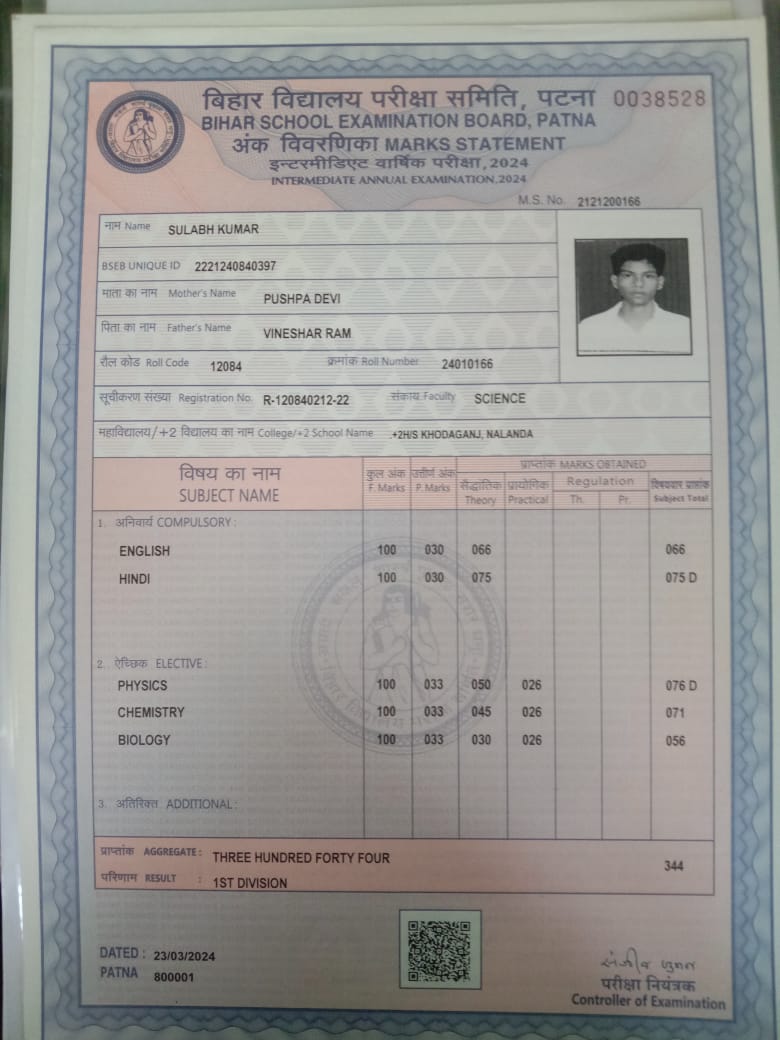 बिहार विद्यालय परीक्षा समिति, पटना 0038528
BIHAR SCHOOL EXAMINATION BOARD, PATNA
अंक विवरणिका MARKS STATEMENT
इन्टरमीडिएट वार्षिक परीक्षा, 2024
INTERMEDIATE ANNUAL EXAMINATION, 2024
M.S. No. 2121200166
नाम Name SULABH KUMAR
BSEB UNIQUE ID 2221240840397
माता का नाम Mother's Name PUSHPA DEVI
पिता का नाम Father's Name VINESHAR RAM
रौल कोड Roll Code 12084 क्रमांक Roll Number 24010166
सूचीकरण संख्या Registration No. R-120840212-22 संकाय Faculty SCIENCE
महाविद्यालय/+2 विद्यालय का नाम College/+2 School Name .+2H/S KHODAGANJ, NALANDA
विषय का नाम कुल अंक उत्तीर्ण अंक प्राप्तांक MARKS OBTAINED
SUBJECT NAME F. Marks P. Marks सैद्धांतिक प्रायोगिक Regulation विषयवार प्राप्तांक
Theory Practical Th. Pr. Subject Total
1. अनिवार्य COMPULSORY :
ENGLISH 100 030 066 066
HINDI 100 030 075 075 D
2. ऐच्छिक ELECTIVE :
PHYSICS 100 033 050 026 076 D
CHEMISTRY 100 033 045 026 071
BIOLOGY 100 033 030 026 056
3. अतिरिक्त ADDITIONAL :
प्राप्तांक AGGREGATE : THREE HUNDRED FORTY FOUR 344
परिणाम RESULT : 1ST DIVISION
DATED : 23/03/2024
PATNA 800001
परीक्षा नियंत्रक
Controller of Examination